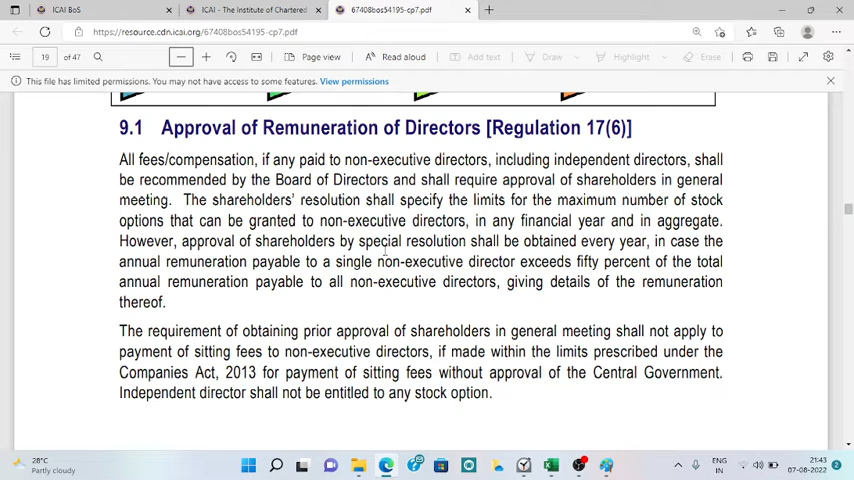 ICAI BoS
ICAI - The Institute of Chartered
67408bos54195-cp7.pdf
https://resource.cdn.icai.org/67408bos54195-cp7.pdf
19 of 47
Page view
Read aloud
Add text
Draw
Highlight
Erase
This file has limited permissions. You may not have access to some features. View permissions
9.1 Approval of Remuneration of Directors [Regulation 17(6)]
All fees/compensation, if any paid to non-executive directors, including independent directors, shall
be recommended by the Board of Directors and shall require approval of shareholders in general
meeting. The shareholders' resolution shall specify the limits for the maximum number of stock
options that can be granted to non-executive directors, in any financial year and in aggregate.
However, approval of shareholders by special resolution shall be obtained every year, in case the
annual remuneration payable to a single non-executive director exceeds fifty percent of the total
annual remuneration payable to all non-executive directors, giving details of the remuneration
thereof.
The requirement of obtaining prior approval of shareholders in general meeting shall not apply to
payment of sitting fees to non-executive directors, if made within the limits prescribed under the
Companies Act, 2013 for payment of sitting fees without approval of the Central Government.
Independent director shall not be entitled to any stock option.
28°C
Partly cloudy
ENG
IN
21:43
07-08-2022